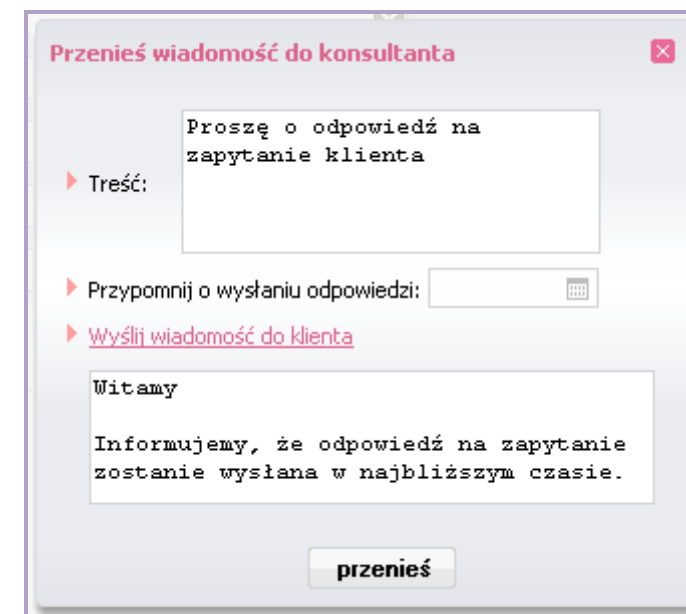 Przenieś wiadomość do konsultanta
Proszę o odpowiedź na
zapytanie klienta
Treść:
Przypomnij o wysłaniu odpowiedzi:
Wyślij wiadomość do klienta
Witamy
Informujemy, że odpowiedź na zapytanie
zostanie wysłana w najbliższym czasie.
przenieś